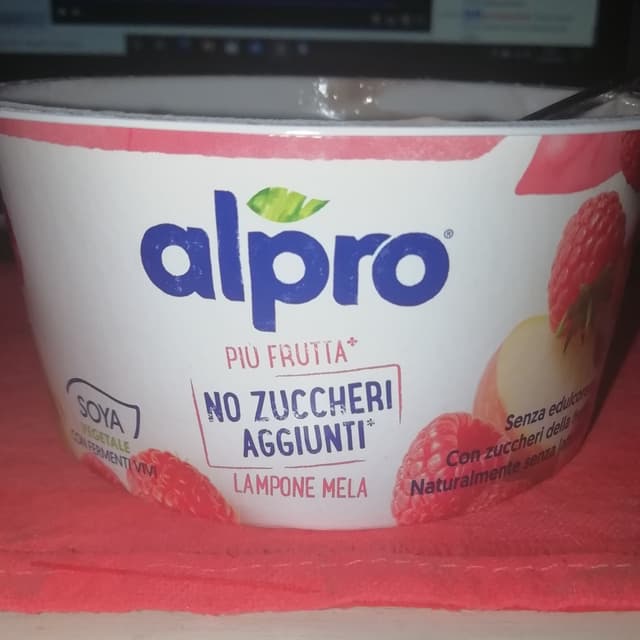 alpro®
PIÙ FRUTTA*
NO ZUCCHERI
AGGIUNTI*
LAMPONE MELA
SOYA
VEGETALE
CON FERMENTI VIVI
Senza
Con zuccheri della
Naturalmente senza